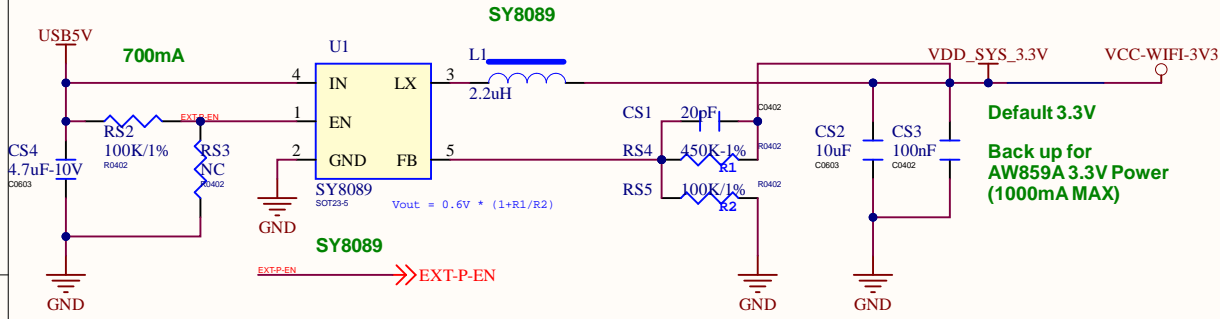 SY8089
USB5V
700mA
U1
L1
VDD_SYS_3.3V
VCC-WIFI-3V3
4
IN
LX
3
2.2uH
CS1
20pF
C0402
Default 3.3V
1
EN
EXT-P-EN
RS2
100K/1%
R0402
RS3
NC
R0402
CS4
4.7uF-10V
C0603
2
GND
FB
5
RS4
450K-1%
R0402
R1
RS5
100K/1%
R0402
R2
CS2
10uF
C0603
CS3
100nF
C0402
Back up for
AW859A 3.3V Power
(1000mA MAX)
SY8089
SOT23-5
Vout = 0.6V * (1+R1/R2)
GND
SY8089
EXT-P-EN
EXT-P-EN
GND
GND
GND